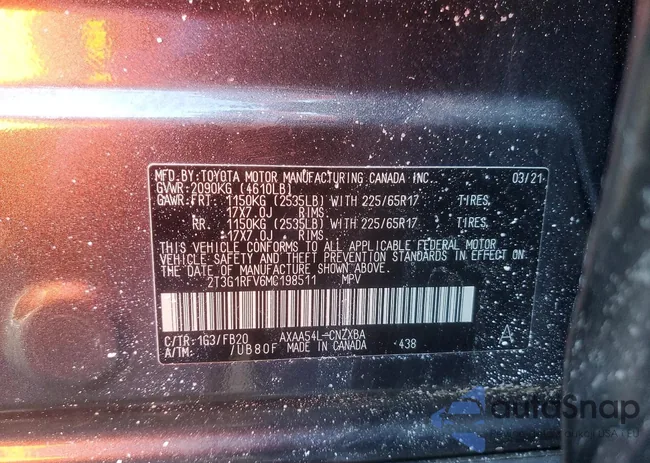 MFD.BY:TOYOTA MOTOR MANUFACTURING CANADA INC. 03/21
GVWR:2090KG (4610LB)
GAWR:FRT. 1150KG (2535LB) WITH 225/65R17 TIRES,
17X7.0J RIMS.
RR. 1150KG (2535LB) WITH 225/65R17 TIRES,
17X7.0J RIMS.
THIS VEHICLE CONFORMS TO ALL APPLICABLE FEDERAL MOTOR
VEHICLE SAFETY AND THEFT PREVENTION STANDARDS IN EFFECT ON
THE DATE OF MANUFACTURE SHOWN ABOVE.
2T3G1RFV6MC198511 MPV
C/TR:1G3/FB20 AXAA54L-CNZXBA A
A/TM: /UB80F MADE IN CANADA 438
autoSnap